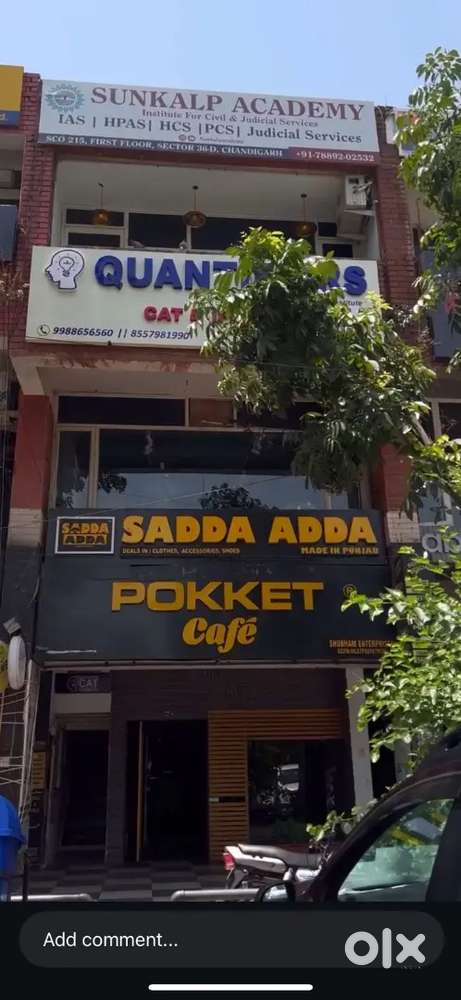 SUNKALP ACADEMY
Institute For Civil & Judicial Services
IAS | HPAS| HCS |PCS| Judicial Services
SCO 215, FIRST FLOOR, SECTOR 36-D, CHANDIGARH +91-78892-02532
QUANT
CAT
9988656560 || 8557981990
SADDA ADDA
SADDA ADDA
DEALS IN : CLOTHES, ACCESSORIES, SHOES MADE IN PUNJAB
POKKET
Café
SHUBHAM ENTERPRISES
CAT
Add comment...
olx
INDIA